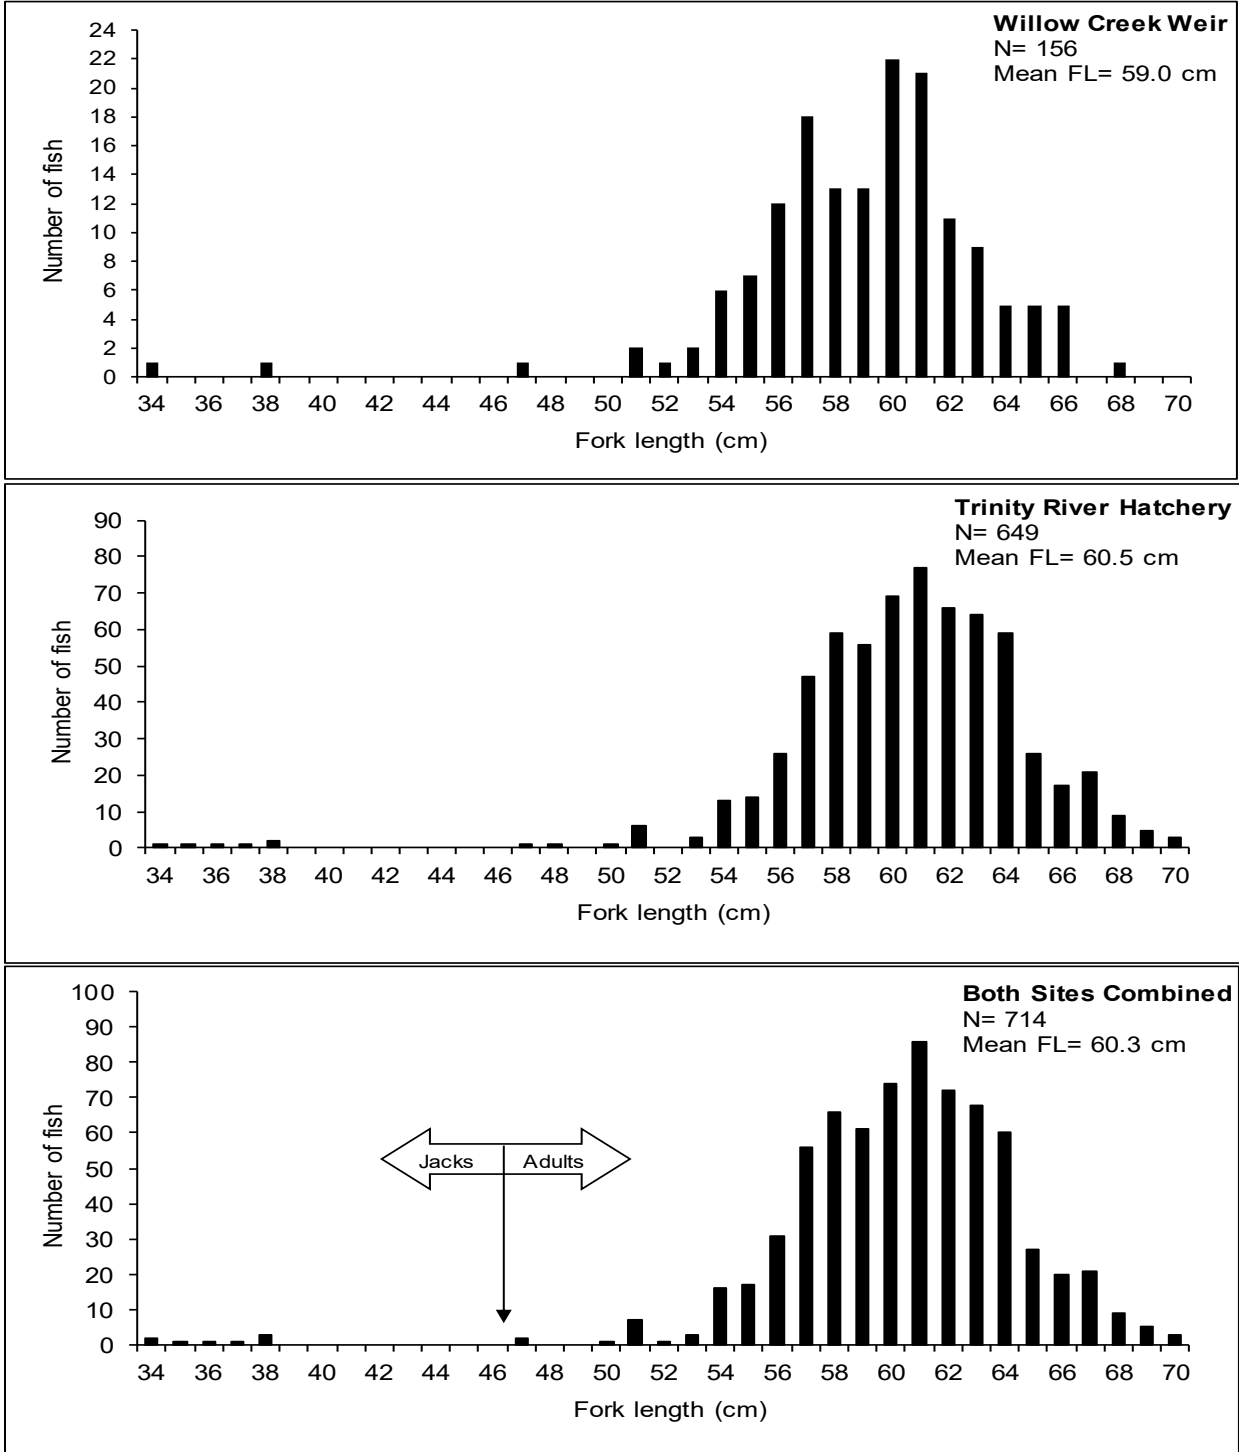 Willow Creek Weir
N= 156
Mean FL= 59.0 cm
Number of fish
24
22
20
18
16
14
12
10
8
6
4
2
0
34 36 38 40 42 44 46 48 50 52 54 56 58 60 62 64 66 68 70
Fork length (cm)
Trinity River Hatchery
N= 649
Mean FL= 60.5 cm
Number of fish
90
80
70
60
50
40
30
20
10
0
34 36 38 40 42 44 46 48 50 52 54 56 58 60 62 64 66 68 70
Fork length (cm)
Both Sites Combined
N= 714
Mean FL= 60.3 cm
Number of fish
100
90
80
70
60
50
40
30
20
10
0
Jacks Adults
34 36 38 40 42 44 46 48 50 52 54 56 58 60 62 64 66 68 70
Fork length (cm)